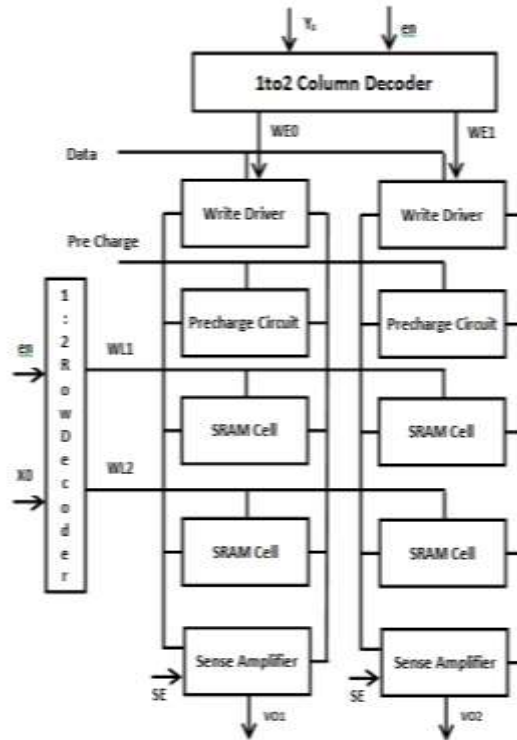 en
1to2 Column Decoder
WE0 WE1
Data
Write Driver Write Driver
Pre Charge
Precharge Circuit Precharge Circuit
1:2RowDecoder
en
WL1
SRAM Cell SRAM Cell
X0
WL2
SRAM Cell SRAM Cell
Sense Amplifier Sense Amplifier
SE SE
VO1 VO2